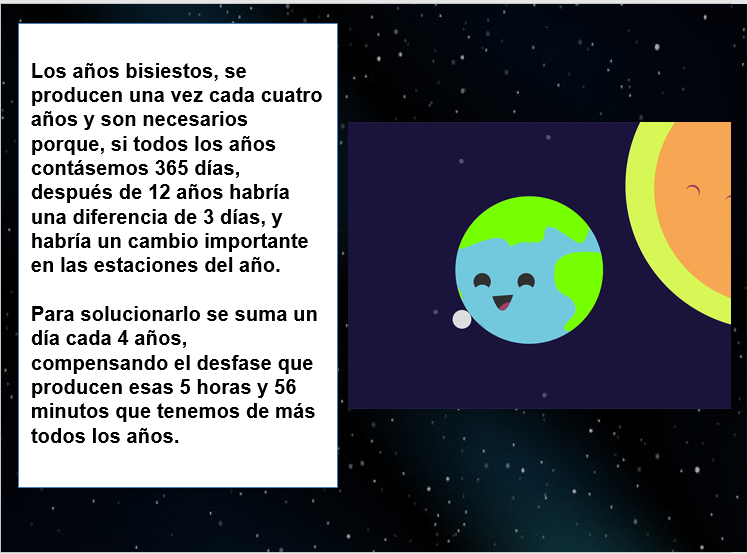 Los años bisiestos, se
producen una vez cada cuatro
años y son necesarios
porque, si todos los años
contásemos 365 días,
después de 12 años habría
una diferencia de 3 días, y
habría un cambio importante
en las estaciones del año.
Para solucionarlo se suma un
día cada 4 años,
compensando el desfase que
producen esas 5 horas y 56
minutos que tenemos de más
todos los años.